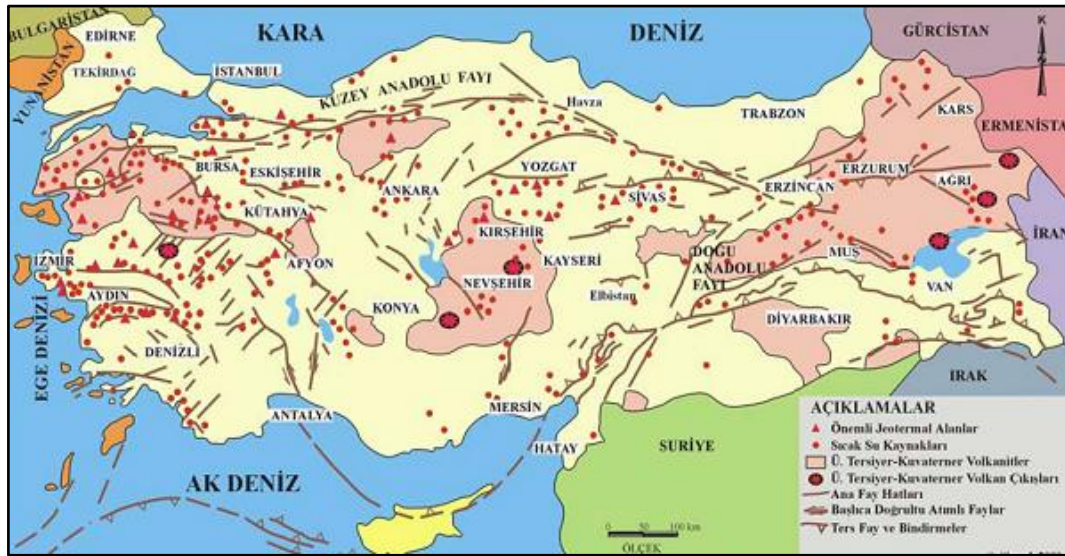 BULGARİSTAN
EDİRNE
KARA
DENİZ
GÜRCİSTAN
K
YUNANİSTAN
TEKİRDAĞ
İSTANBUL
KUZEY ANADOLU FAYI
Havza
TRABZON
KARS
ERMENİSTA
BURSA
ESKİŞEHİR
ANKARA
YOZGAT
SİVAS
ERZİNCAN
ERZURUM
AĞRI
KÜTAHYA
KIRŞEHİR
İRAN
İZMİR
AFYON
KAYSERİ
DOĞU
ANADOLU
FAYI
MUŞ
AYDIN
KONYA
NEVŞEHİR
Elbistan
VAN
EGE DENİZİ
DENİZLİ
DİYARBAKIR
ANTALYA
MERSİN
IRAK
HATAY
SURİYE
AK DENİZ
AÇIKLAMALAR
Önemli Jeotermal Alanlar
Sıcak Su Kaynakları
Ü. Tersiyer-Kuvaterner Volkanitler
Ü. Tersiyer-Kuvaterner Volkan Çıkışları
Ana Fay Hatları
Başlıca Doğrultu Atımlı Faylar
Ters Fay ve Bindirmeler
0 50 100 km
ÖLÇEK